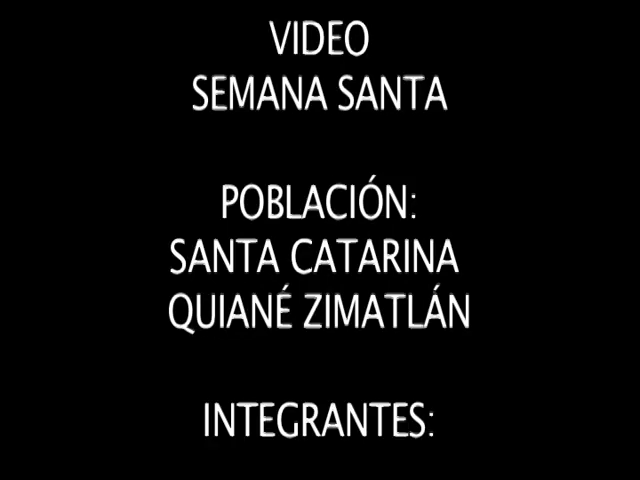 VIDEO
SEMANA SANTA
POBLACIÓN:
SANTA CATARINA
QUIANÉ ZIMATLÁN
INTEGRANTES: